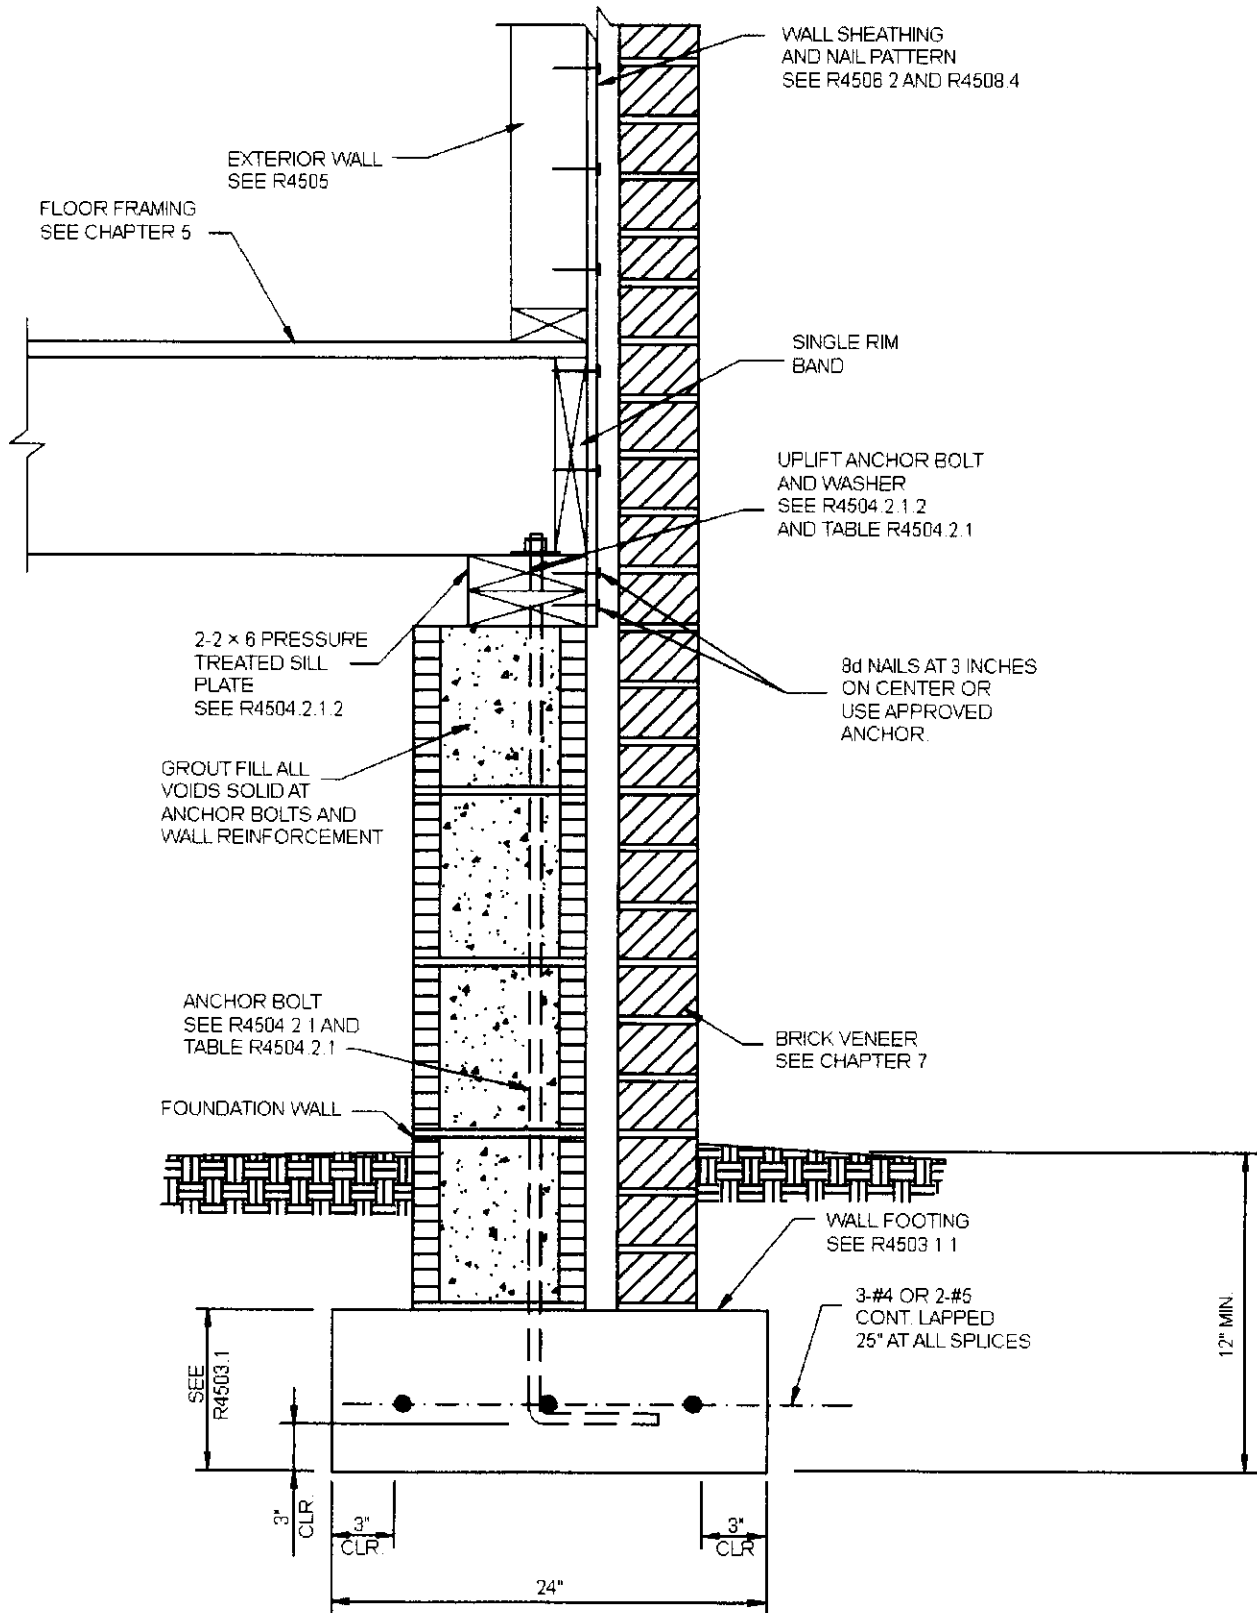 WALL SHEATHING
AND NAIL PATTERN
SEE R4506 2 AND R4508.4
EXTERIOR WALL
SEE R4505
FLOOR FRAMING
SEE CHAPTER 5
SINGLE RIM
BAND
UPLIFT ANCHOR BOLT
AND WASHER
SEE R4504.2.1.2
AND TABLE R4504.2.1
2-2 × 6 PRESSURE
TREATED SILL
PLATE
SEE R4504.2.1.2
8d NAILS AT 3 INCHES
ON CENTER OR
USE APPROVED
ANCHOR.
GROUT FILL ALL
VOIDS SOLID AT
ANCHOR BOLTS AND
WALL REINFORCEMENT
ANCHOR BOLT
SEE R4504 2 1 AND
TABLE R4504.2.1
BRICK VENEER
SEE CHAPTER 7
FOUNDATION WALL
WALL FOOTING
SEE R4503 1 1
3-#4 OR 2-#5
CONT. LAPPED
25" AT ALL SPLICES
12" MIN.
SEE
R4503.1
3"
CLR.
3"
CLR.
3"
CLR
24"